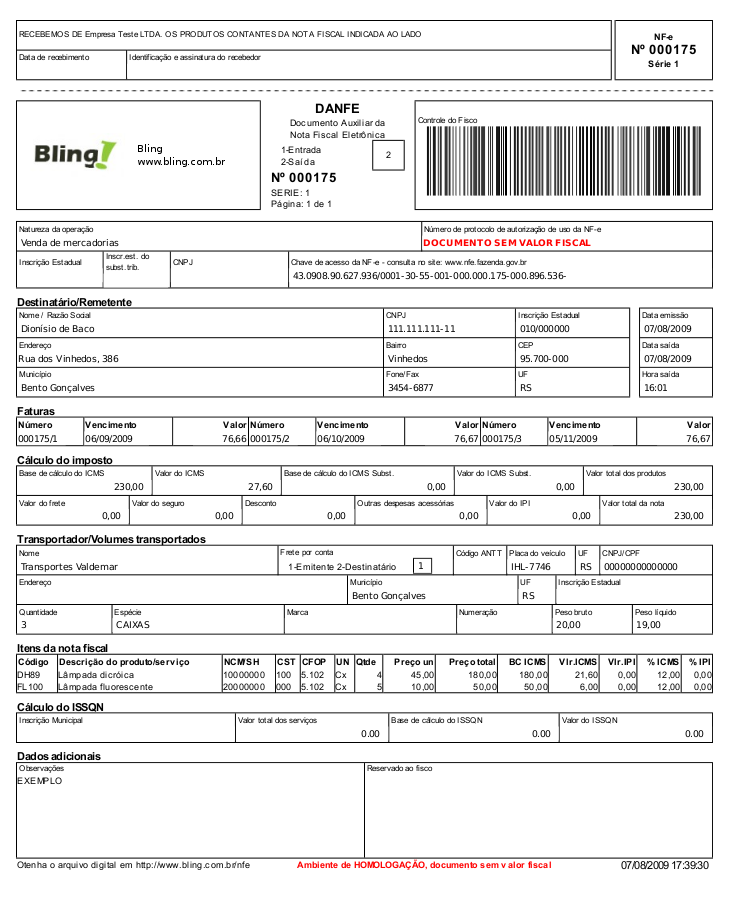 RECEBEMOS DE Empresa Teste LTDA. OS PRODUTOS CONTANTES DA NOTA FISCAL INDICADA AO LADO
Data de recebimento Identificação e assinatura do recebedor
NF-e
Nº 000175
Série 1
Bling!
Bling
www.bling.com.br
DANFE
Documento Auxiliar da
Nota Fiscal Eletrônica
1-Entrada
2-Saída
2
Nº 000175
SERIE: 1
Página: 1 de 1
Controle do Fisco
Natureza da operação Número de protocolo de autorização de uso da NF-e
Venda de mercadorias DOCUMENTO SEM VALOR FISCAL
Inscrição Estadual Inscr.est. do subst.trib. CNPJ Chave de acesso da NF-e - consulta no site: www.nfe.fazenda.gov.br
43.0908.90.627.936/0001-30-55-001-000.000.175-000.896.536-
Destinatário/Remetente
Nome / Razão Social CNPJ Inscrição Estadual Data emissão
Dionísio de Baco 111.111.111-11 010/000000 07/08/2009
Endereço Bairro CEP Data saída
Rua dos Vinhedos, 386 Vinhedos 95.700-000 07/08/2009
Município Fone/Fax UF Hora saída
Bento Gonçalves 3454-6877 RS 16:01
Faturas
Número Vencimento Valor Número Vencimento Valor Número Vencimento Valor
000175/1 06/09/2009 76,66 000175/2 06/10/2009 76,67 000175/3 05/11/2009 76,67
Cálculo do imposto
Base de cálculo do ICMS Valor do ICMS Base de cálculo do ICMS Subst. Valor do ICMS Subst. Valor total dos produtos
230,00 27,60 0,00 0,00 230,00
Valor do frete Valor do seguro Desconto Outras despesas acessórias Valor do IPI Valor total da nota
0,00 0,00 0,00 0,00 0,00 230,00
Transportador/Volumes transportados
Nome Frete por conta Código ANTT Placa do veículo UF CNPJ/CPF
Transportes Valdemar 1-Emitente 2-Destinatário 1 IHL-7746 RS 00000000000000
Endereço Município UF Inscrição Estadual
Bento Gonçalves RS
Quantidade Espécie Marca Numeração Peso bruto Peso líquido
3 CAIXAS 20,00 19,00
Itens da nota fiscal
Código Descrição do produto/serviço NCM/SH CST CFOP UN Qtde Preço un Preço total BC ICMS Vlr.ICMS Vlr.IPI % ICMS % IPI
DH89 Lâmpada dicróica 10000000 100 5.102 Cx 4 45,00 180,00 180,00 21,60 0,00 12,00 0,00
FL100 Lâmpada fluorescente 20000000 000 5.102 Cx 5 10,00 50,00 50,00 6,00 0,00 12,00 0,00
Cálculo do ISSQN
Inscrição Municipal Valor total dos serviços Base de cálculo do ISSQN Valor do ISSQN
0.00 0.00 0.00
Dados adicionais
Observações Reservado ao fisco
EXEMPLO
Otenha o arquivo digital em http://www.bling.com.br/nfe Ambiente de HOMOLOGAÇÃO, documento sem valor fiscal 07/08/2009 17:39:30